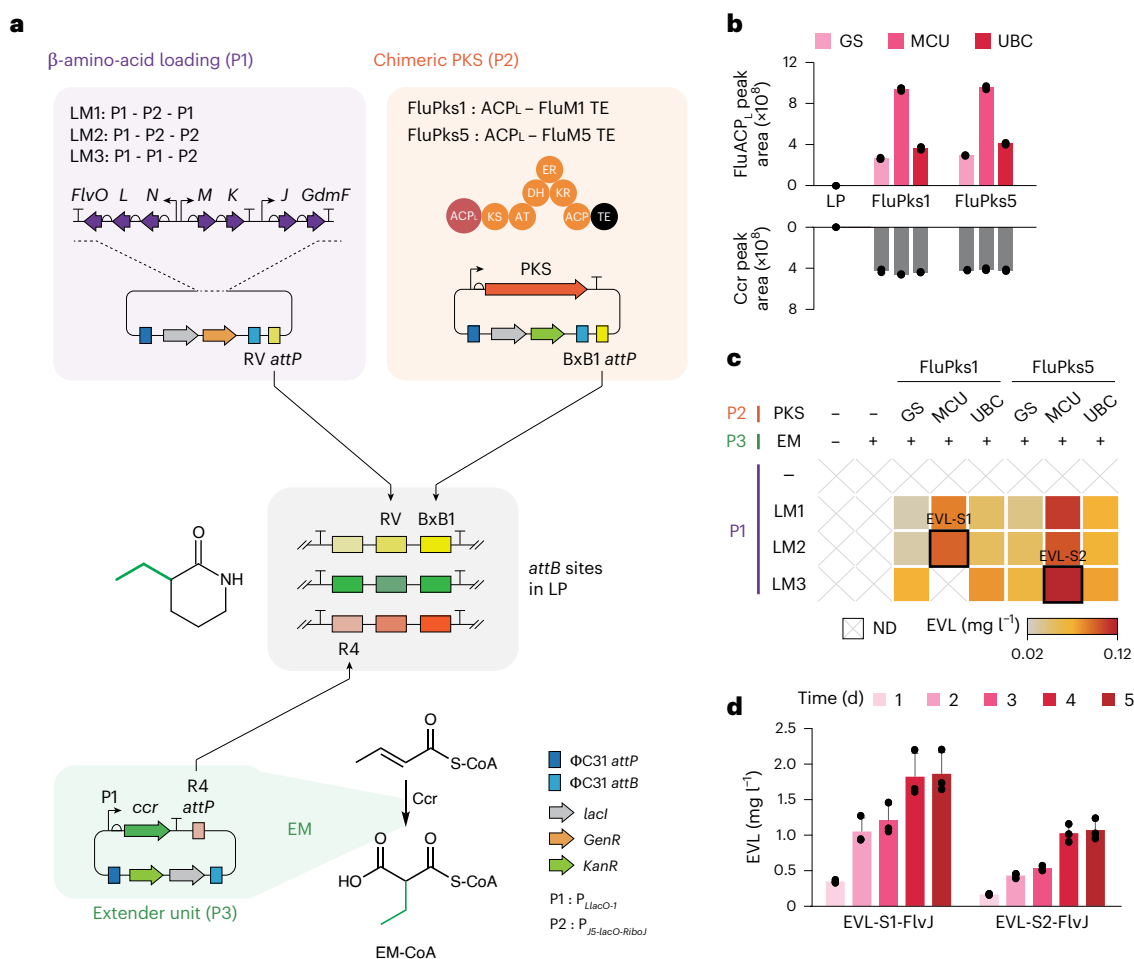 a
β-amino-acid loading (P1)
LM1: P1 - P2 - P1
LM2: P1 - P2 - P2
LM3: P1 - P1 - P2
FlvO L N M K J GdmF
RV attP
Chimeric PKS (P2)
FluPks1 : ACPL – FluM1 TE
FluPks5 : ACPL – FluM5 TE
ER
DH KR
ACPL KS AT ACP TE
PKS
BxB1 attP
RV BxB1
attB sites
in LP
R4
O
NH
P1 ccr R4
attP
EM
Extender unit (P3)
O
S-CoA
Ccr
O O
HO S-CoA
EM-CoA
ΦC31 attP
ΦC31 attB
lacI
GenR
KanR
P1 : PLlacO-1
P2 : PJ5-lacO-RiboJ
b
GS MCU UBC
FluACPL peak
area (×10⁸)
12
8
4
0
LP FluPks1 FluPks5
Ccr peak
area (×10⁸)
0
4
8
c
FluPks1 FluPks5
P2 PKS – – GS MCU UBC GS MCU UBC
P3 EM – + + + + + + +
P1
–
LM1
LM2
LM3
EVL-S1
EVL-S2
ND
EVL (mg l⁻¹)
0.02 0.12
d
Time (d) 1 2 3 4 5
EVL (mg l⁻¹)
2.5
2.0
1.5
1.0
0.5
0
EVL-S1-FlvJ EVL-S2-FlvJ